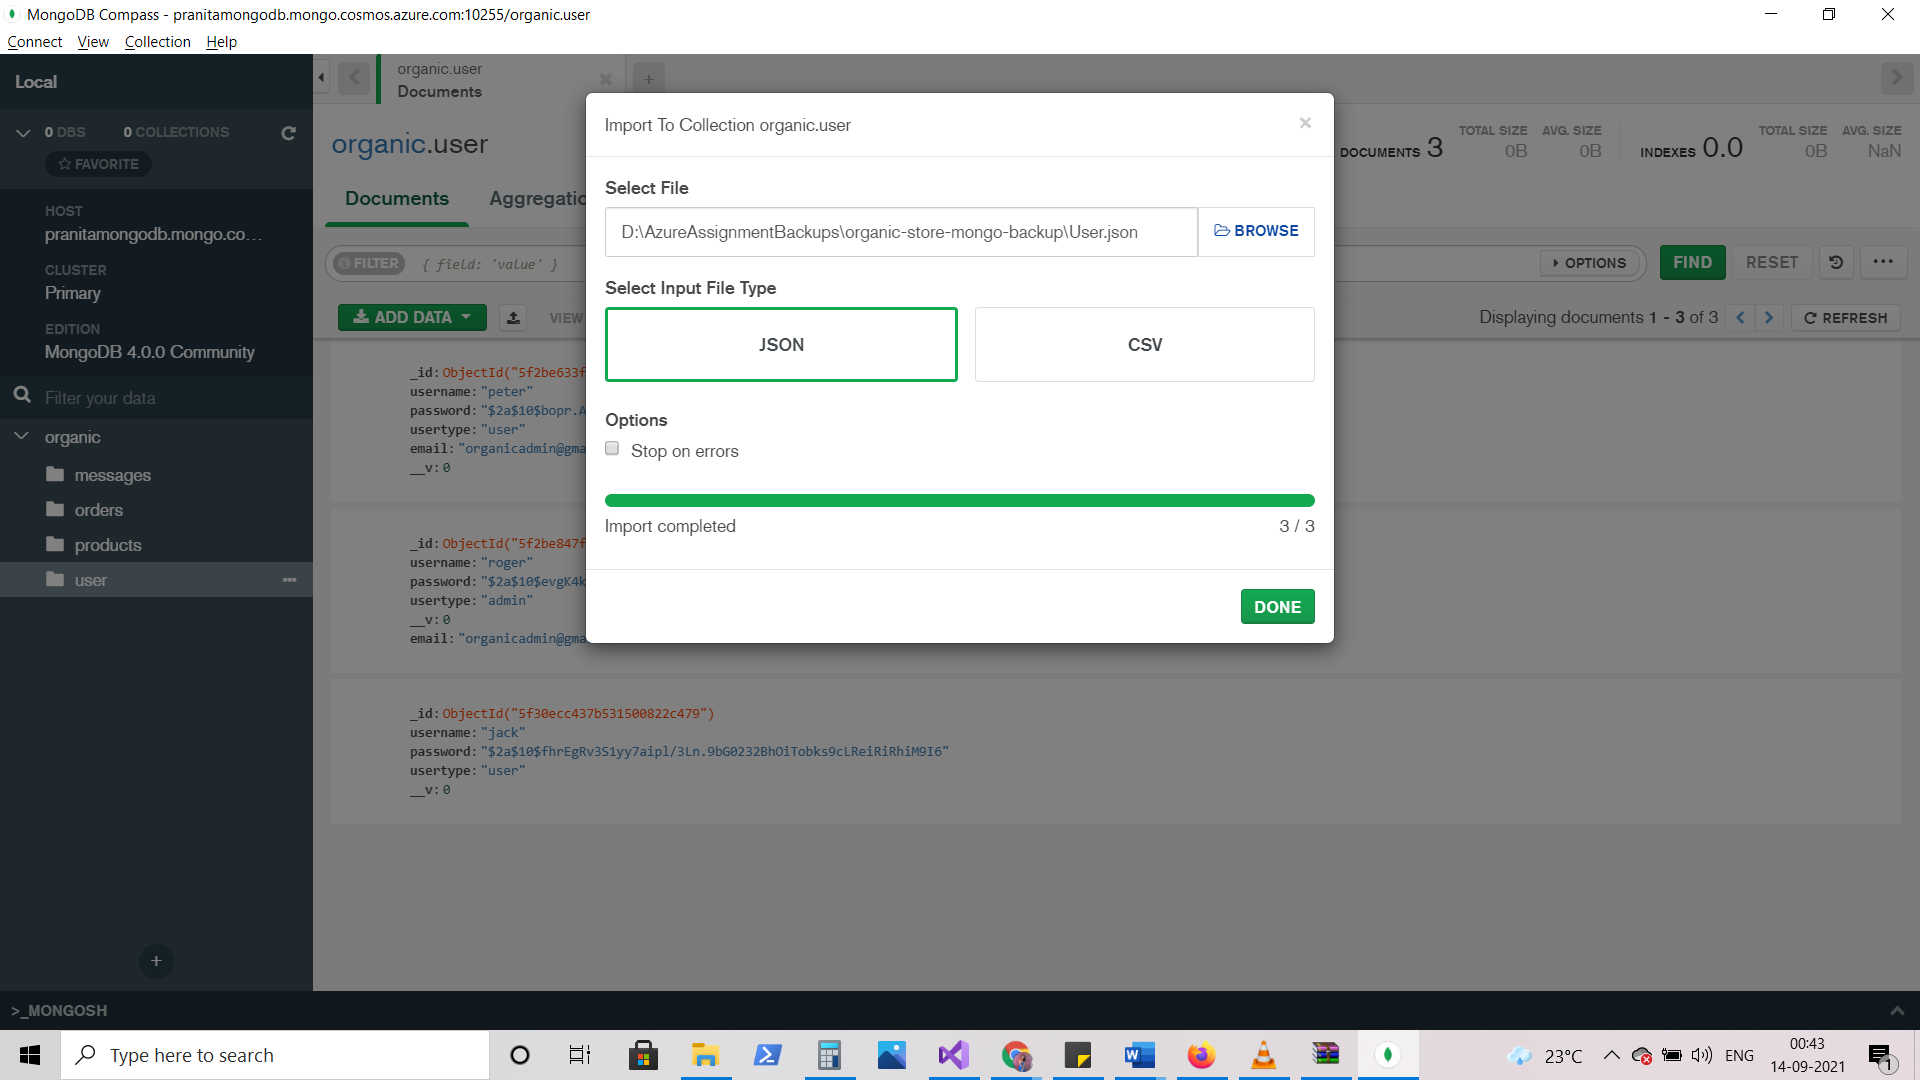 MongoDB Compass - pranitamongodb.mongo.cosmos.azure.com:10255/organic.user
Connect View Collection Help
Local
0 DBS 0 COLLECTIONS
FAVORITE
HOST
pranitamongodb.mongo.co...
CLUSTER
Primary
EDITION
MongoDB 4.0.0 Community
Filter your data
organic
messages
orders
products
user
organic.user
Documents
organic.user
DOCUMENTS 3
TOTAL SIZE AVG. SIZE
0B 0B
INDEXES 0.0
TOTAL SIZE AVG. SIZE
0B NaN
Documents Aggregatio
FILTER { field: 'value' }
OPTIONS FIND RESET
ADD DATA VIEW
Displaying documents 1 - 3 of 3 REFRESH
_id: ObjectId("5f2be633f
username: "peter"
password: "$2a$10$bopr.A
usertype: "user"
email: "organicadmin@gma
__v: 0
_id: ObjectId("5f2be847f
username: "roger"
password: "$2a$10$evgK4k
usertype: "admin"
__v: 0
email: "organicadmin@gma
_id: ObjectId("5f30ecc437b531500822c479")
username: "jack"
password: "$2a$10$fhrEgRv3S1yy7aipl/3Ln.9bG0232BhOiTobks9cLReiRiRhiM9I6"
usertype: "user"
__v: 0
Import To Collection organic.user
Select File
D:\AzureAssignmentBackups\organic-store-mongo-backup\User.json
BROWSE
Select Input File Type
JSON CSV
Options
Stop on errors
Import completed 3 / 3
DONE
>_MONGOSH
Type here to search
23°C ENG
00:43
14-09-2021
1